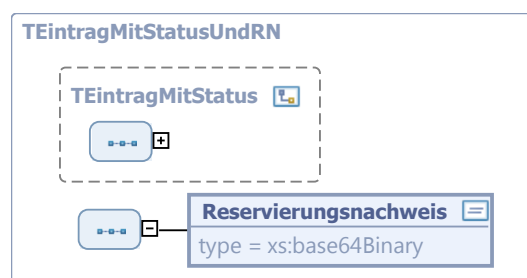 TEintragMitStatusUndRN
TEintragMitStatus
Reservierungsnachweis
type = xs:base64Binary